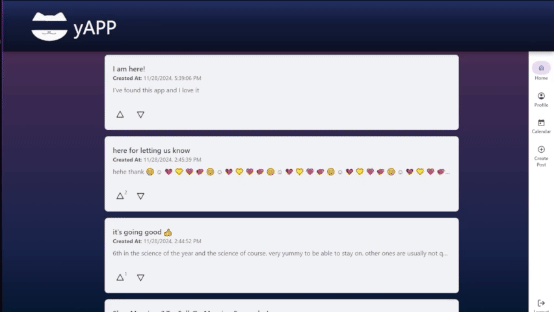 yAPP
I am here!
Created At: 11/20/2024, 5:39:06 PM
I've found this app and I love it
here for letting us know
Created At: 11/20/2024, 2:45:39 PM
hehe thank 😊 ☺ 💔 💛 💗 💝 😊 ☺ 💔 💛 💗 💝 😊 ☺ 💔 💛 💗 💝 😊 ☺ 💔 💛 💗 💝 😊 ☺ 💔 💛 💗 💝...
it's going good 👍
Created At: 11/20/2024, 2:44:52 PM
6th in the science of the year and the science of course. very yummy to be able to stay on. other ones are usually not q...
Home
Profile
Calendar
Create
Post